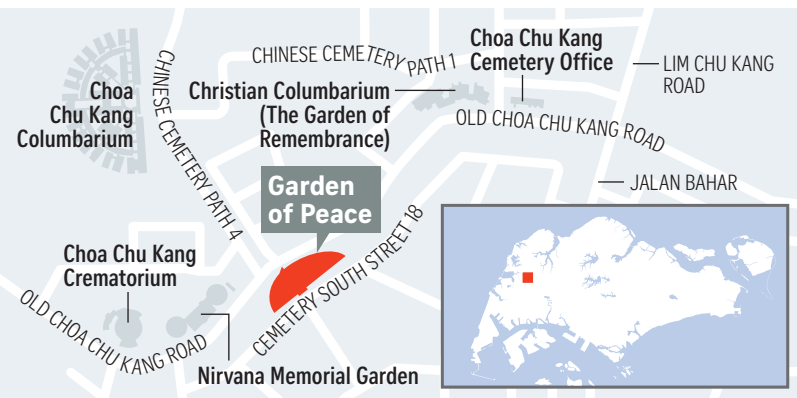 CHINESE CEMETERY PATH 1
Choa Chu Kang
Cemetery Office
LIM CHU KANG
ROAD
Choa
Chu Kang
Columbarium
CHINESE CEMETERY PATH 4
Christian Columbarium
(The Garden of
Remembrance)
OLD CHOA CHU KANG ROAD
JALAN BAHAR
Garden
of Peace
CEMETERY SOUTH STREET 18
Choa Chu Kang
Crematorium
OLD CHOA CHU KANG ROAD
Nirvana Memorial Garden